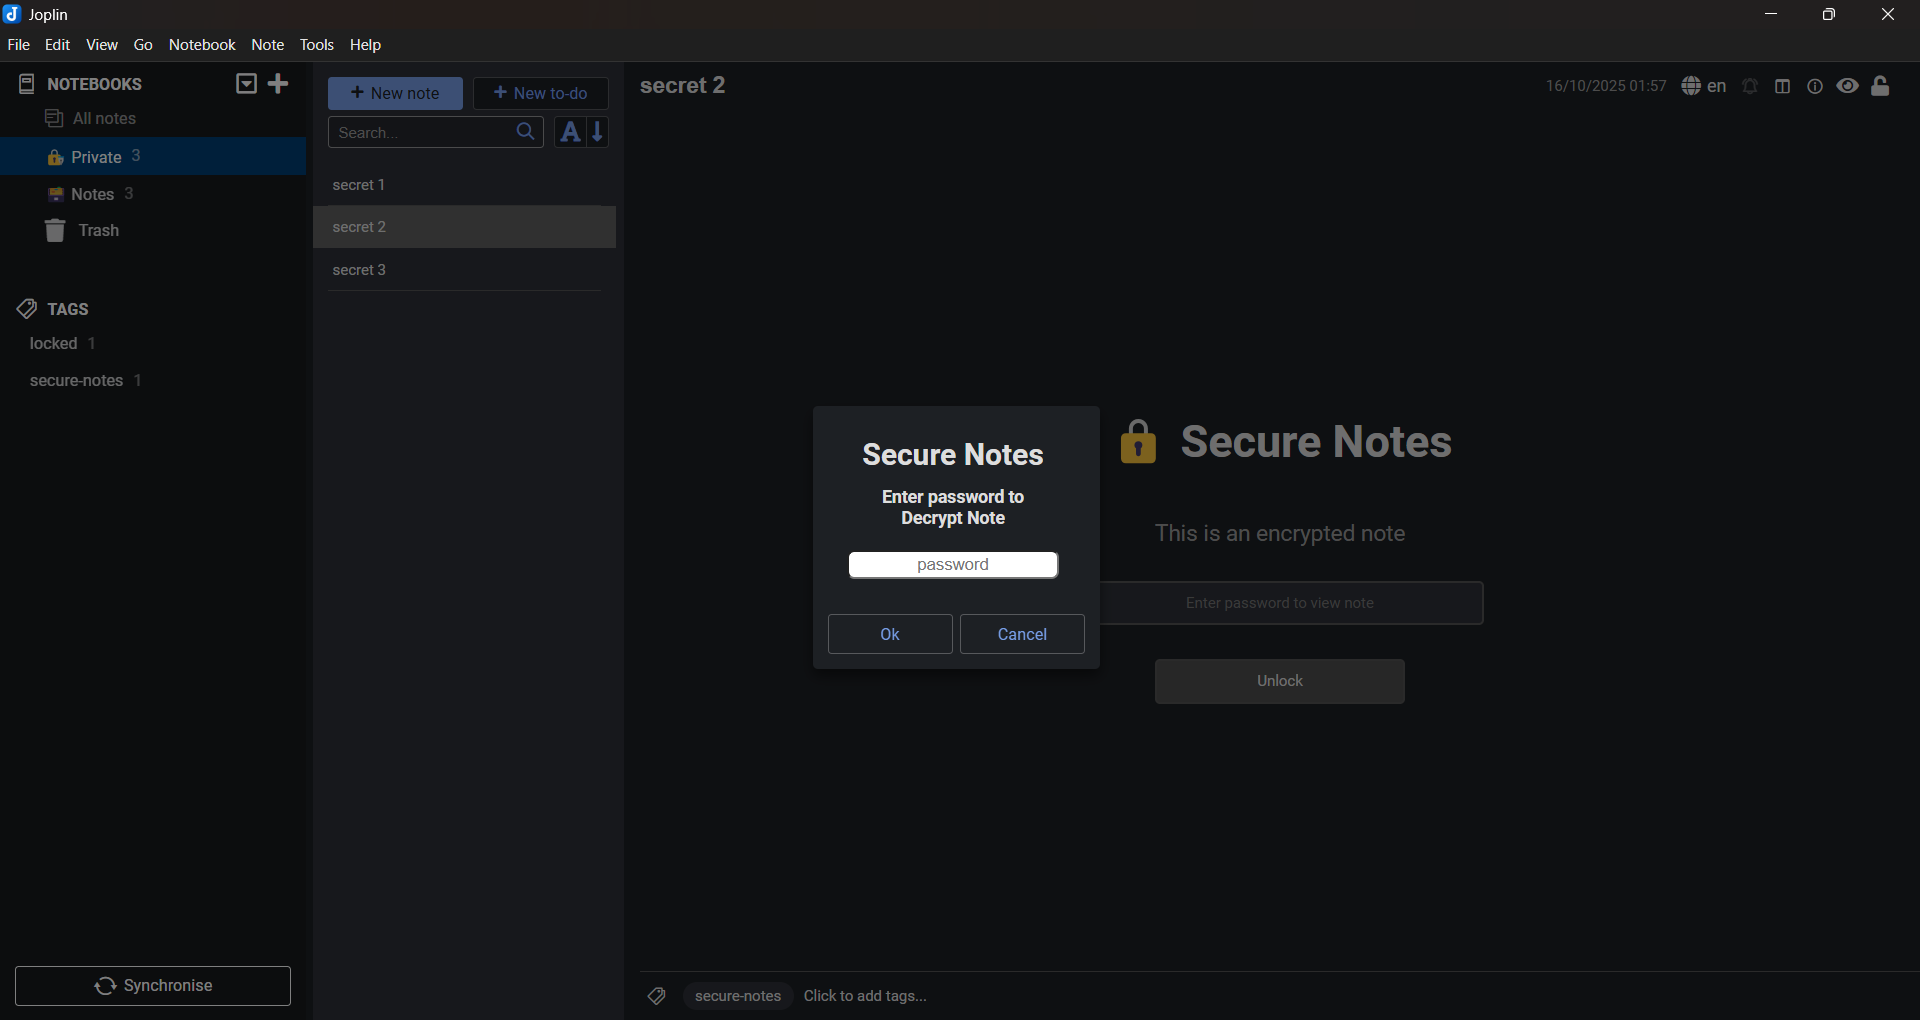 Joplin
File Edit View Go Notebook Note Tools Help
NOTEBOOKS
All notes
Private 3
Notes 3
Trash
TAGS
locked 1
secure-notes 1
Synchronise
New note
New to-do
Search...
A
secret 1
secret 2
secret 3
secret 2
16/10/2025 01:57
en
Secure Notes
This is an encrypted note
Enter password to view note
Unlock
Secure Notes
Enter password to
Decrypt Note
password
Ok
Cancel
secure-notes
Click to add tags...